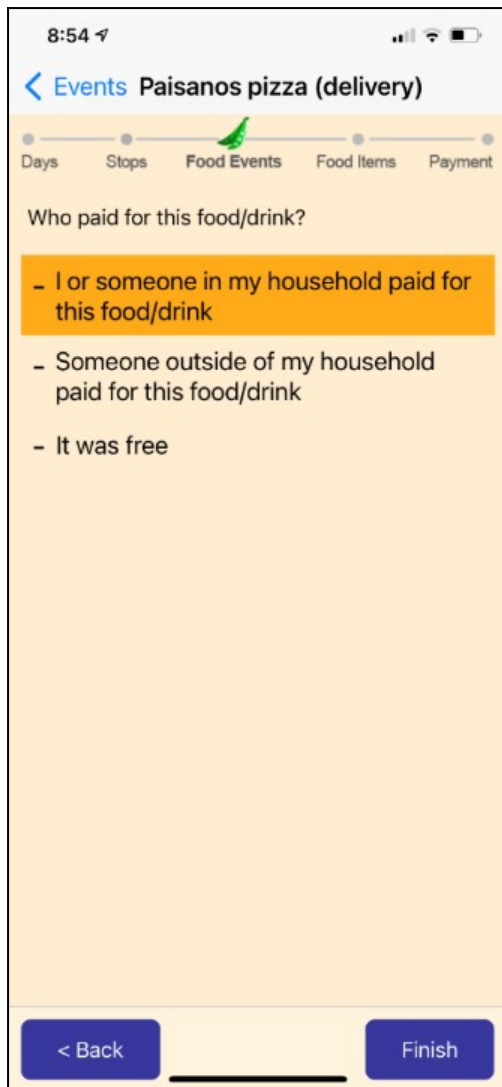 8:54
Events Paisanos pizza (delivery)
Days Stops Food Events Food Items Payment
Who paid for this food/drink?
- I or someone in my household paid for
this food/drink
- Someone outside of my household
paid for this food/drink
- It was free
< Back Finish